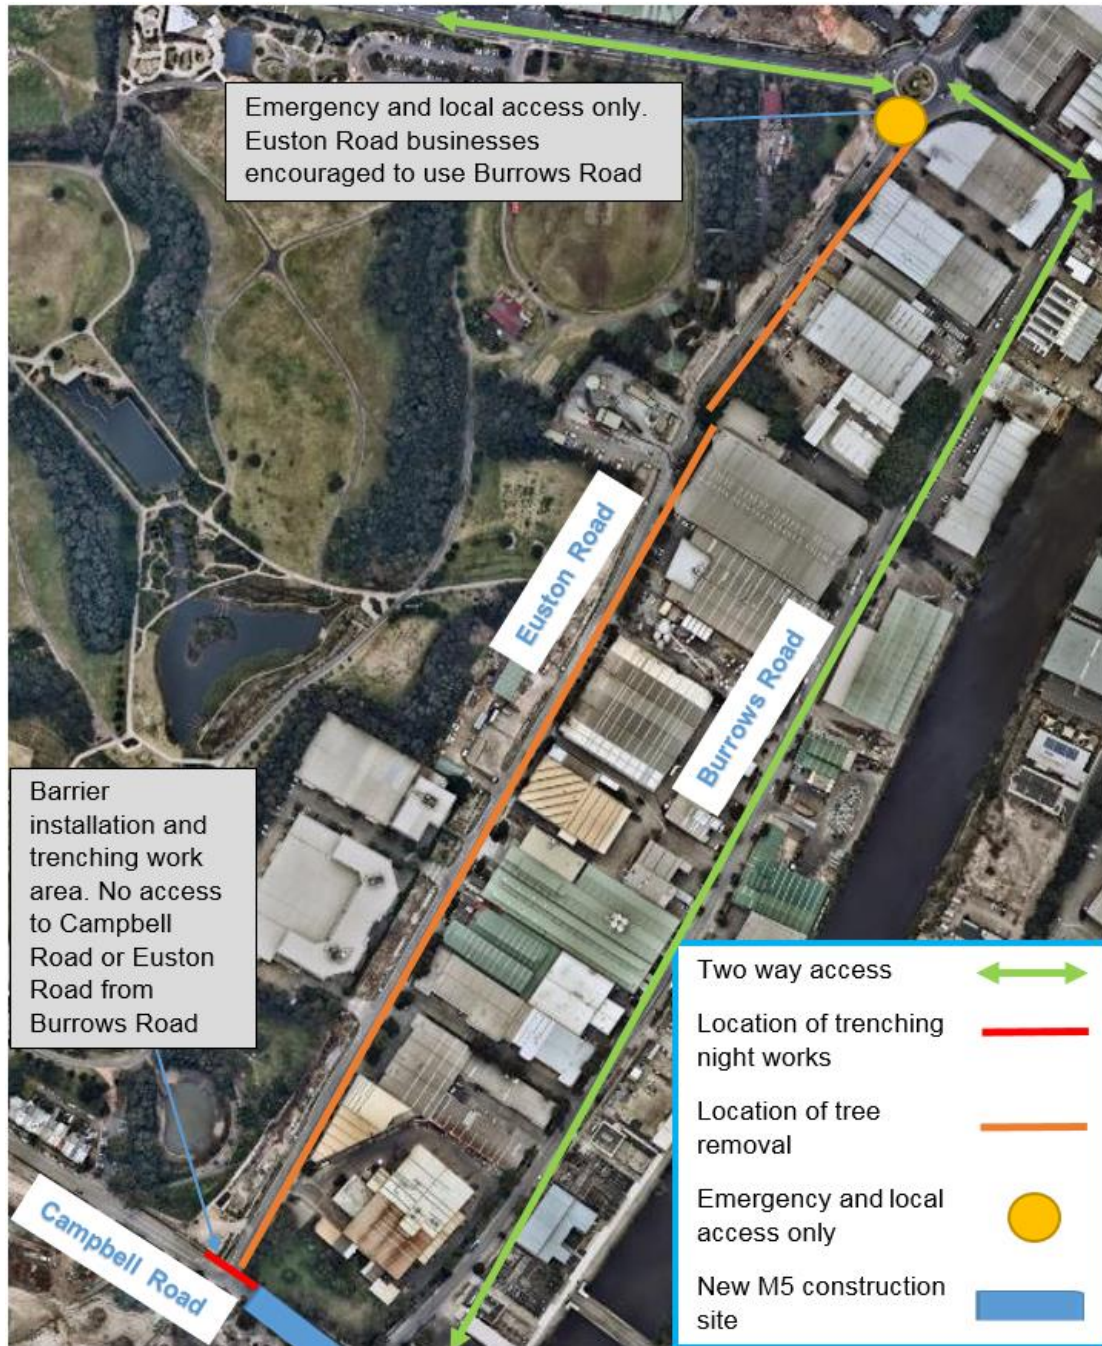 Emergency and local access only.
Euston Road businesses
encouraged to use Burrows Road
Euston Road
Burrows Road
Barrier
installation and
trenching work
area. No access
to Campbell
Road or Euston
Road from
Burrows Road
Campbell Road
Two way access
Location of trenching
night works
Location of tree
removal
Emergency and local
access only
New M5 construction
site